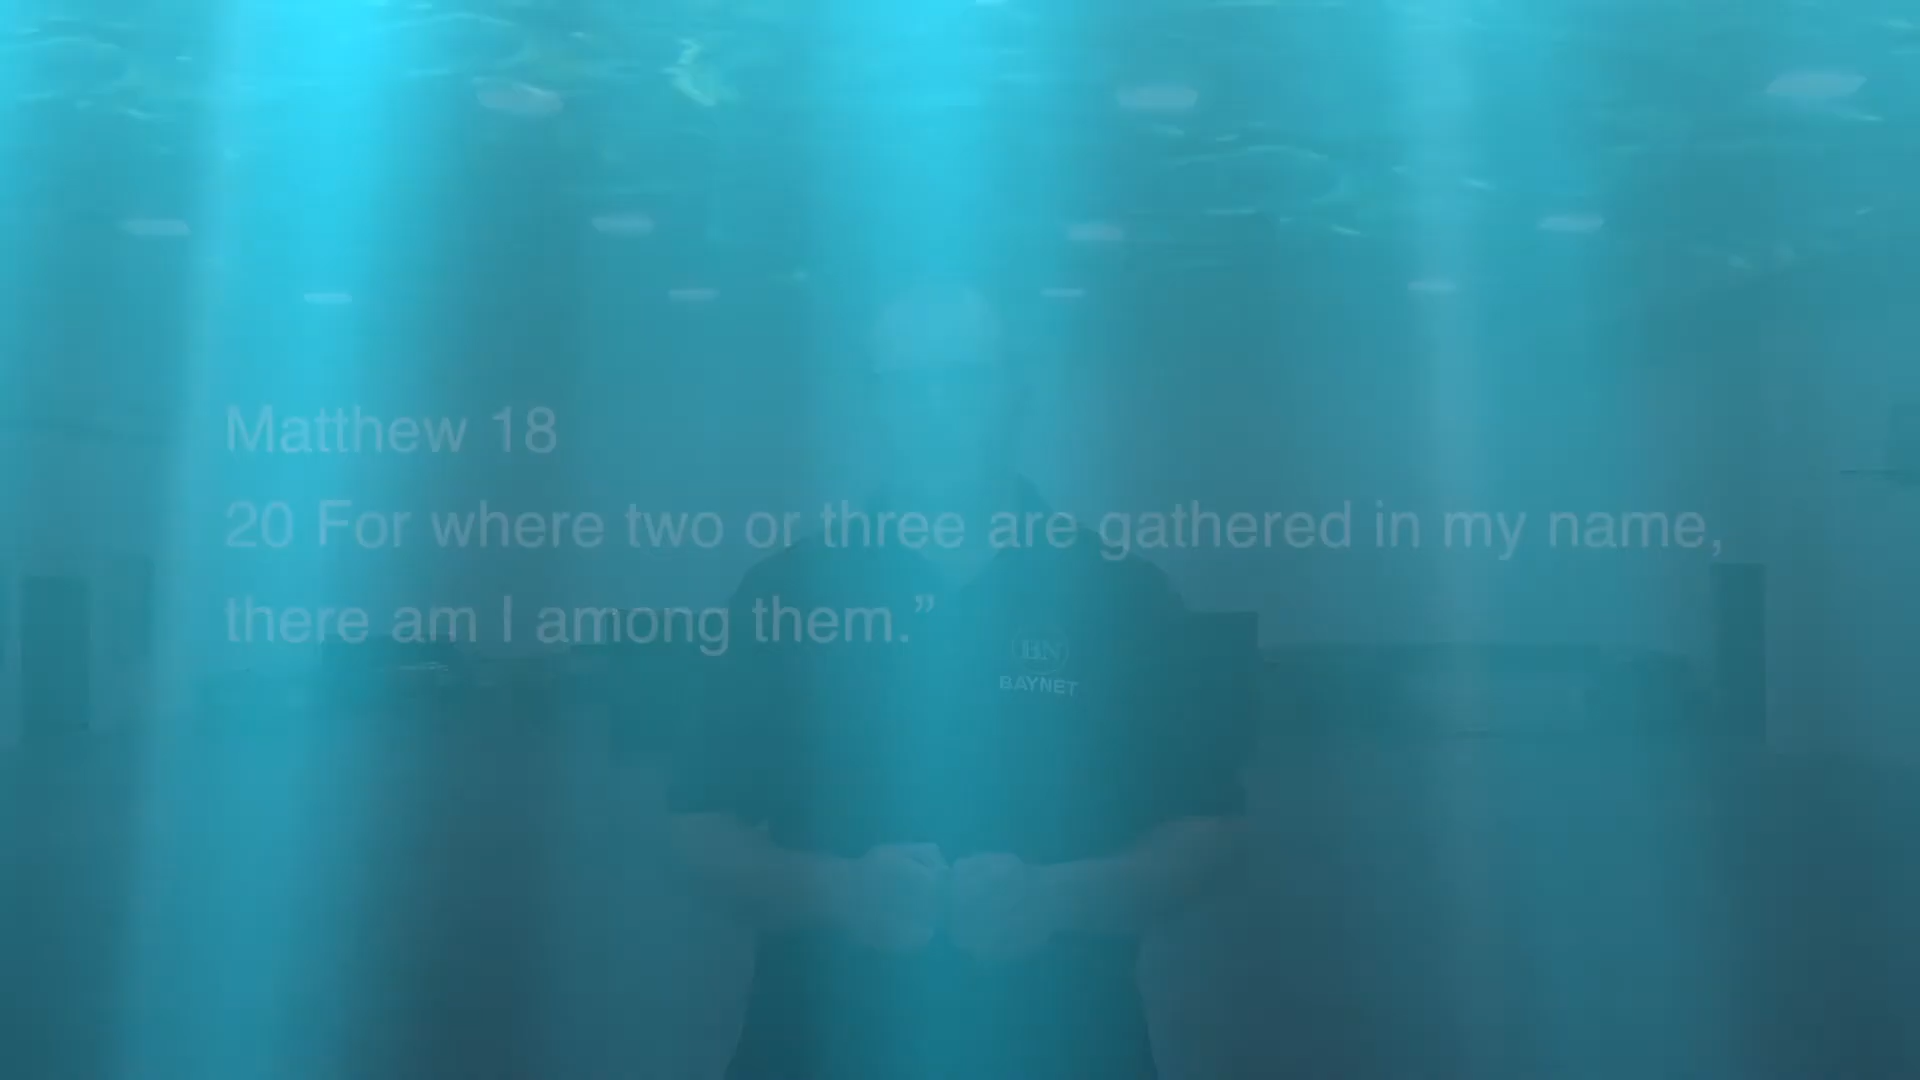 Matthew 18
20 For where two or three are gathered in my name,
there am I among them.”
BN
BAYNET